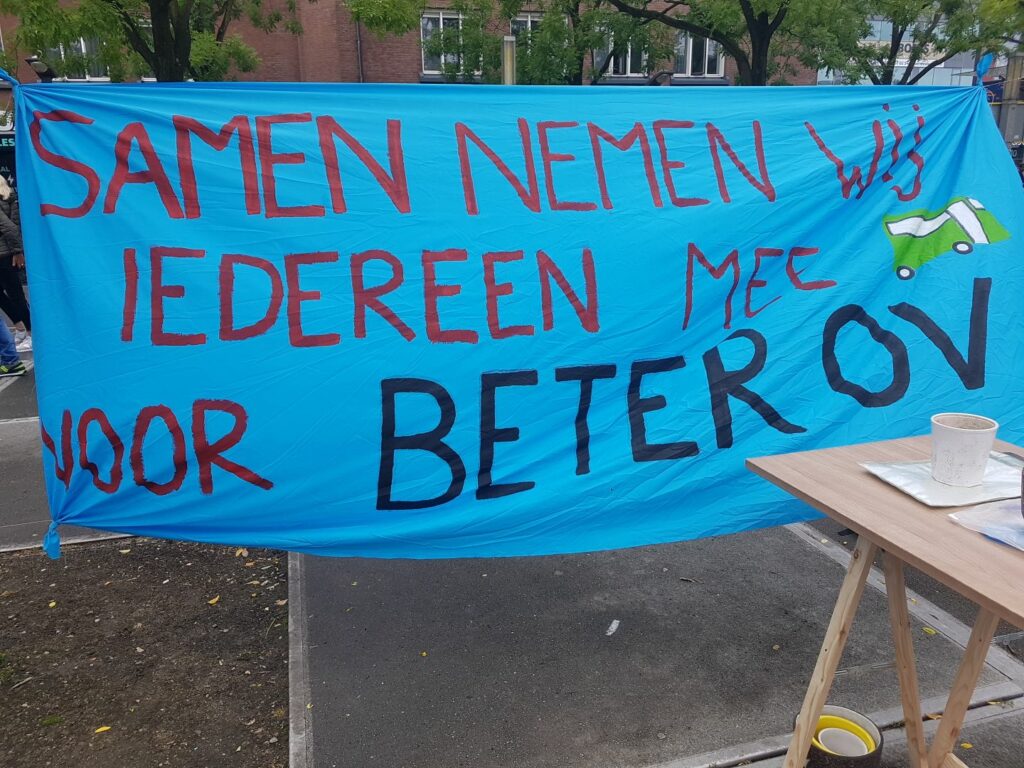 SAMEN NEMEN WIJ
IEDEREEN MEE
VOOR BETER OV